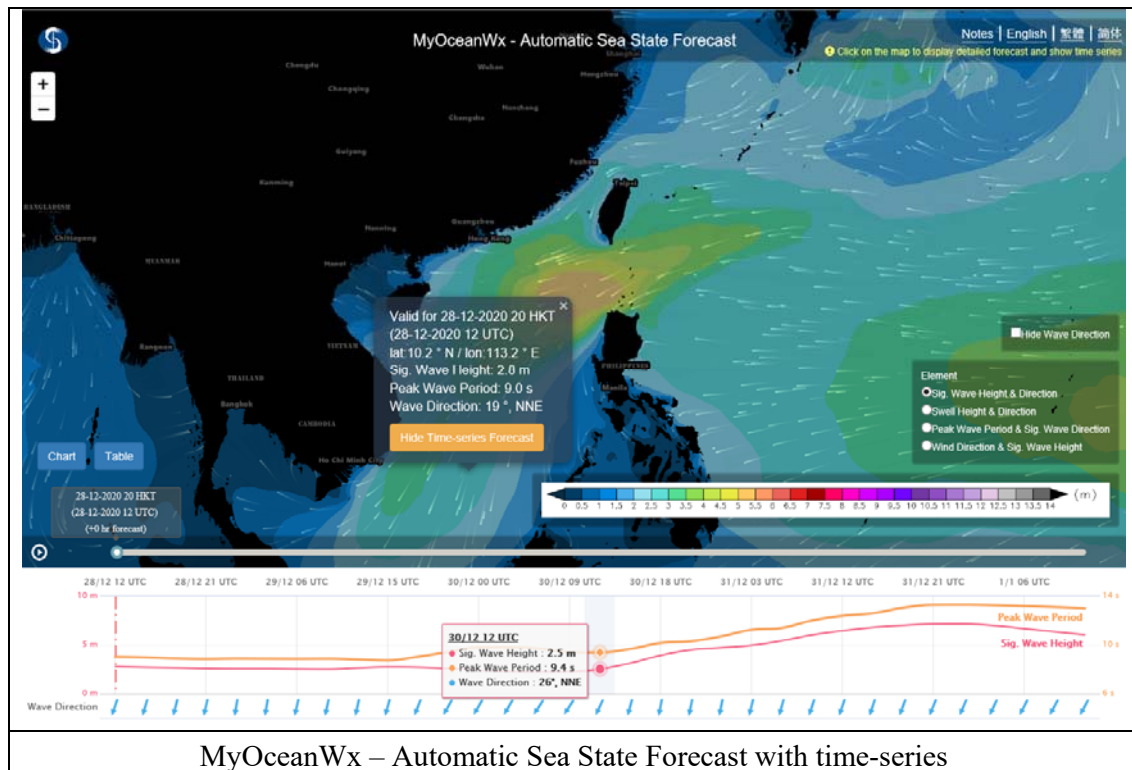 MyOceanWx - Automatic Sea State Forecast
Notes | English | 繁體 | 简体
Click on the map to display detailed forecast and show time series
+
−
Shanghai
Chengdu
Wuhan
Hangzhou
Chongqing
Nanchang
Changsha
Guiyang
Fuzhou
Kunming
Taipei
BANGLADESH
Guangzhou
Nanning
Chittagong
Hong Kong
MYANMAR
Hanoi
Valid for 28-12-2020 20 HKT
(28-12-2020 12 UTC)
lat:10.2 ° N / lon:113.2 ° E
Sig. Wave Height: 2.8 m
Peak Wave Period: 9.0 s
Wave Direction: 19 °, NNE
Hide Time-series Forecast
Hide Wave Direction
Rangoon
VIETNAM
PHILIPPINES
THAILAND
Manila
Element
Sig. Wave Height & Direction
Swell Height & Direction
Peak Wave Period & Sig. Wave Direction
Wind Direction & Sig. Wave Height
Bangkok
CAMBODIA
Ho Chi Minh City
Chart
Table
28-12-2020 20 HKT
(28-12-2020 12 UTC)
(+0 hr forecast)
(m)
0 0.5 1 1.5 2 2.5 3 3.5 4 4.5 5 5.5 6 6.5 7 7.5 8 8.5 9 9.5 10 10.5 11 11.5 12 12.5 13 13.5 14
28/12 12 UTC 28/12 21 UTC 29/12 06 UTC 29/12 15 UTC 30/12 00 UTC 30/12 09 UTC 30/12 18 UTC 31/12 03 UTC 31/12 12 UTC 31/12 21 UTC 1/1 06 UTC
10 m
14 s
Peak Wave Period
30/12 12 UTC
Sig. Wave Height : 2.5 m
Peak Wave Period : 9.4 s
Wave Direction : 26°, NNE
5 m
10 s
Sig. Wave Height
0 m
6 s
Wave Direction
MyOceanWx – Automatic Sea State Forecast with time-series